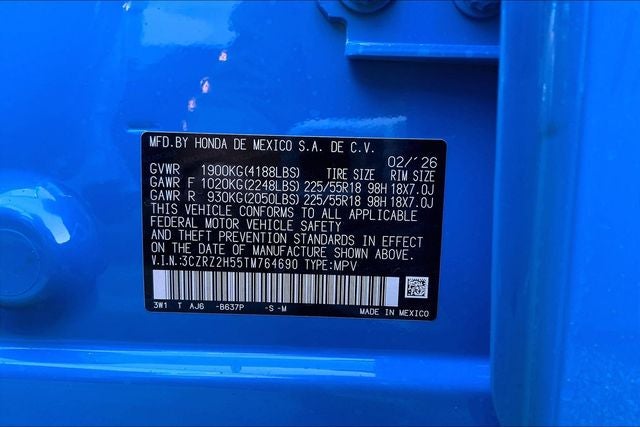 MFD.BY HONDA DE MEXICO S.A. DE C.V.
02/'26
GVWR 1900KG(4188LBS) TIRE SIZE RIM SIZE
GAWR F 1020KG(2248LBS) 225/55R18 98H 18X7.0J
GAWR R 930KG(2050LBS) 225/55R18 98H 18X7.0J
THIS VEHICLE CONFORMS TO ALL APPLICABLE
FEDERAL MOTOR VEHICLE SAFETY
AND THEFT PREVENTION STANDARDS IN EFFECT
ON THE DATE OF MANUFACTURE SHOWN ABOVE.
V.I.N.:3CZRZ2H55TM764690 TYPE:MPV
3W1 T AJ6 -B637P -S -M MADE IN MEXICO